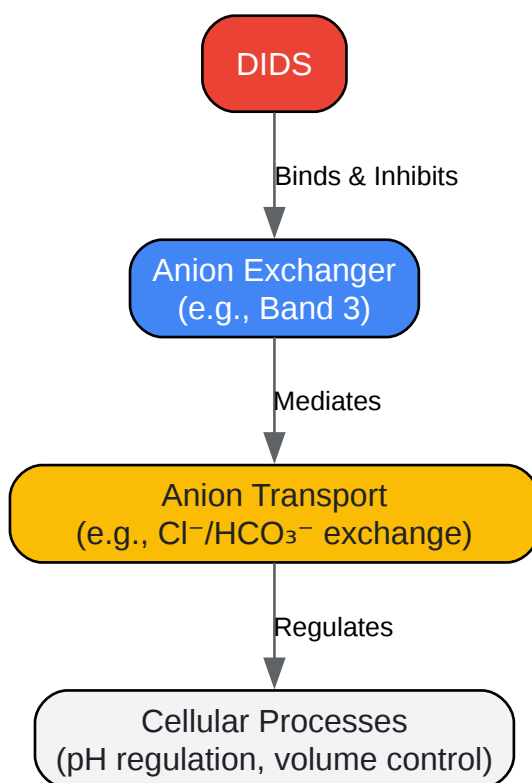 DIDS
Binds & Inhibits
Anion Exchanger
(e.g., Band 3)
Mediates
Anion Transport
(e.g., Cl⁻/HCO₃⁻ exchange)
Regulates
Cellular Processes
(pH regulation, volume control)